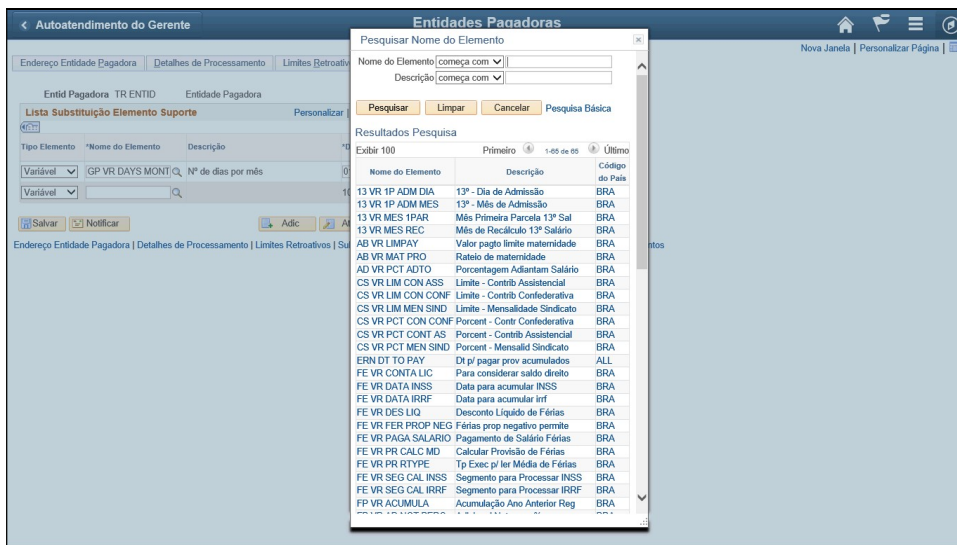 Autoatendimento do Gerente
Entidades Pagadoras
Nova Janela | Personalizar Página |
Endereço Entidade Pagadora
Detalhes de Processamento
Limites Retroativ
Entid Pagadora TR ENTID Entidade Pagadora
Lista Substituição Elemento Suporte
Personalizar |
Tipo Elemento *Nome do Elemento Descrição
Variável GP VR DAYS MONT Nº de dias por mês
Variável
Salvar Notificar Adic
Endereço Entidade Pagadora | Detalhes de Processamento | Limites Retroativos |
Pesquisar Nome do Elemento
Nome do Elemento começa com
Descrição começa com
Pesquisar Limpar Cancelar Pesquisa Básica
Resultados Pesquisa
Exibir 100 Primeiro 1-65 de 65 Último
Nome do Elemento Descrição Código do País
13 VR 1P ADM DIA 13º - Dia de Admissão BRA
13 VR 1P ADM MES 13º - Mês de Admissão BRA
13 VR MES 1PAR Mês Primeira Parcela 13º Sal BRA
13 VR MES REC Mês de Recálculo 13º Salário BRA
AB VR LIMPAY Valor pagto limite maternidade BRA
AB VR MAT PRO Rateio de maternidade BRA
AD VR PCT ADTO Porcentagem Adiantam Salário BRA
CS VR LIM CON ASS Limite - Contrib Assistencial BRA
CS VR LIM CON CONF Limite - Contrib Confederativa BRA
CS VR LIM MEN SIND Limite - Mensalidade Sindicato BRA
CS VR PCT CON CONF Porcent - Contr Confederativa BRA
CS VR PCT CONT AS Porcent - Contrib Assistencial BRA
CS VR PCT MEN SIND Porcent - Mensalid Sindicato BRA
ERN DT TO PAY Dt p/ pagar prov acumulados ALL
FE VR CONTA LIC Para considerar saldo direito BRA
FE VR DATA INSS Data para acumular INSS BRA
FE VR DATA IRRF Data para acumular irrf BRA
FE VR DES LIQ Desconto Líquido de Férias BRA
FE VR FER PROP NEG Férias prop negativo permite BRA
FE VR PAGA SALARIO Pagamento de Salário Férias BRA
FE VR PR CALC MD Calcular Provisão de Férias BRA
FE VR PR RTYPE Tp Exec p/ ler Média de Férias BRA
FE VR SEG CAL INSS Segmento para Processar INSS BRA
FE VR SEG CAL IRRF Segmento para Processar IRRF BRA
FP VR ACUMULA Acumulação Ano Anterior Reg BRA